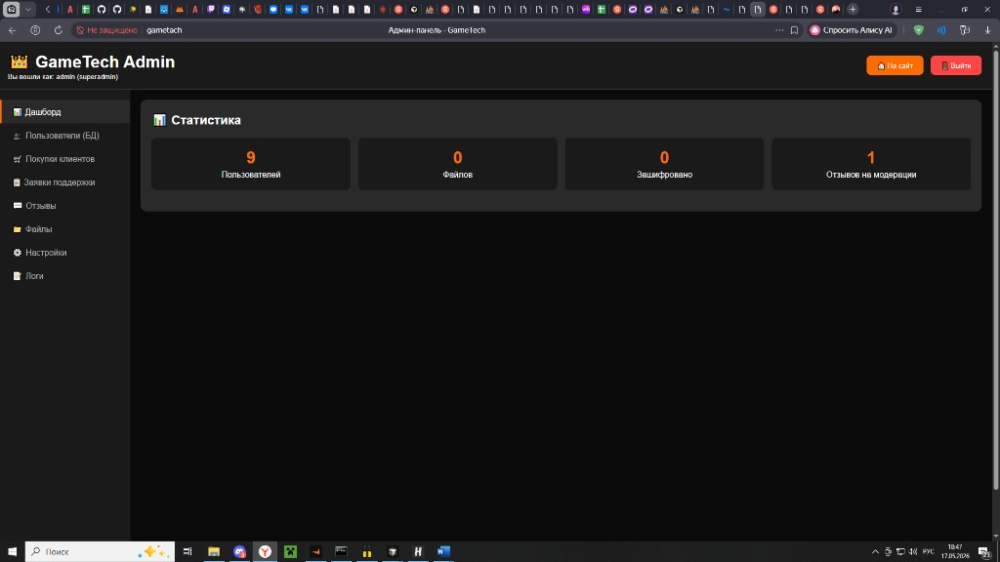 Не защищено
gametach
Админ-панель - GameTech
Спросить Алису AI
GameTech Admin
Вы вошли как: admin (superadmin)
На сайт
Выйти
Дашборд
Пользователи (БД)
Покупки клиентов
Заявки поддержки
Отзывы
Файлы
Настройки
Логи
Статистика
9
Пользователей
0
Файлов
0
Зашифровано
1
Отзывов на модерации
Поиск
РУС
18:47
17.05.2026